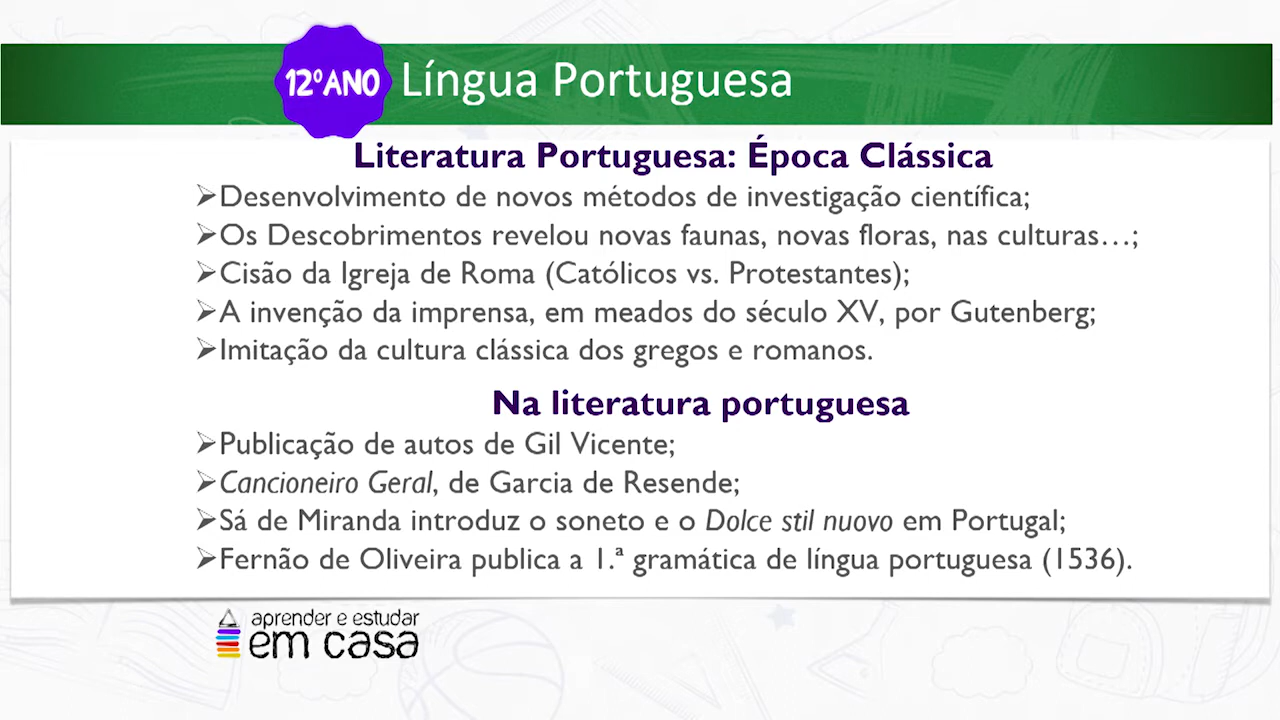 12ºANO Língua Portuguesa
Literatura Portuguesa: Época Clássica
➢Desenvolvimento de novos métodos de investigação científica;
➢Os Descobrimentos revelou novas faunas, novas floras, nas culturas…;
➢Cisão da Igreja de Roma (Católicos vs. Protestantes);
➢A invenção da imprensa, em meados do século XV, por Gutenberg;
➢Imitação da cultura clássica dos gregos e romanos.
Na literatura portuguesa
➢Publicação de autos de Gil Vicente;
➢Cancioneiro Geral, de Garcia de Resende;
➢Sá de Miranda introduz o soneto e o Dolce stil nuovo em Portugal;
➢Fernão de Oliveira publica a 1.ª gramática de língua portuguesa (1536).
aprender e estudar
em casa